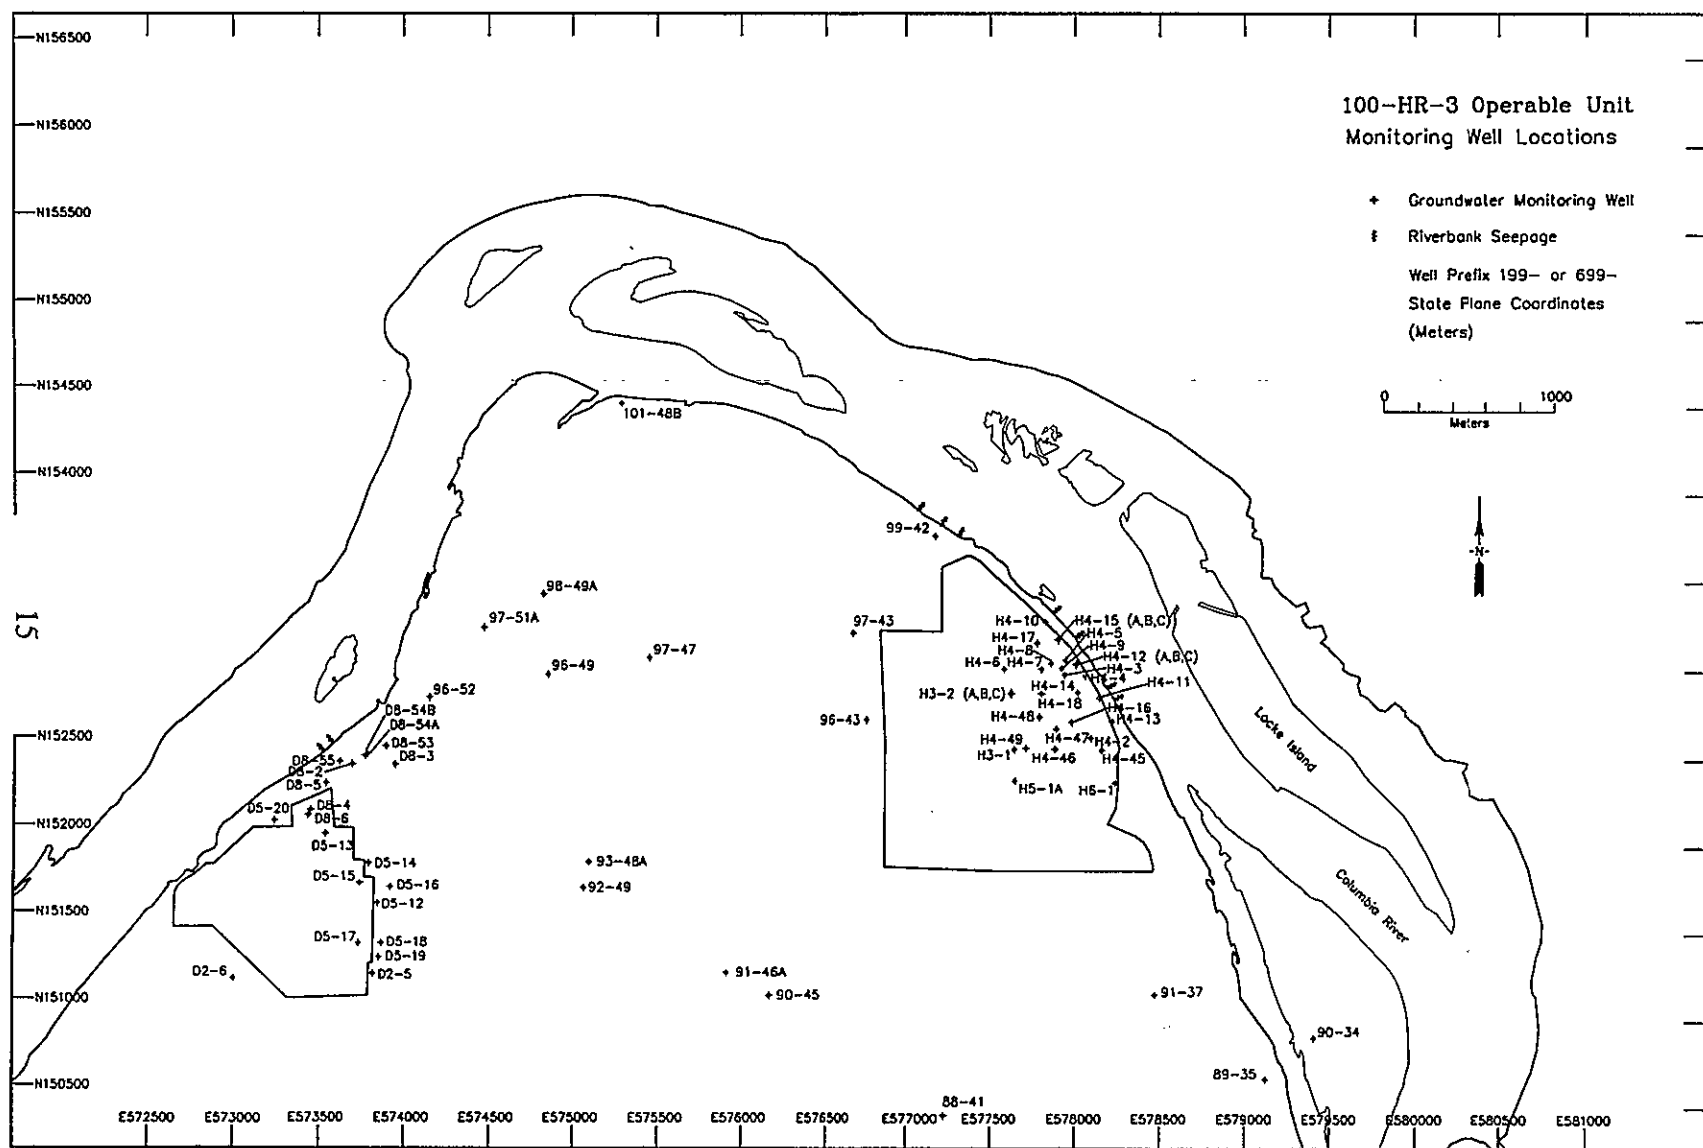 N156500
100-HR-3 Operable Unit
Monitoring Well Locations
N156000
Groundwater Monitoring Well
Riverbank Seepage
Well Prefix 199- or 699-
State Plane Coordinates
(Meters)
N155500
N155000
N154500
0 1000
Meters
101-48B
N154000
-N-
99-42
98-49A
97-51A
97-43
97-47
96-49
96-52
96-43
15
H4-10
H4-15 (A,B,C)
H4-5
H4-17
H4-9
H4-8
H4-12 (A,B,C)
H4-6
H4-7
H4-3
H4-4
H4-14
H4-11
H3-2 (A,B,C)
H4-18
H4-16
H4-48
H4-13
H4-49
H4-47
H4-2
H3-1
H4-46
H4-45
H5-1A
H6-1
Locke Island
Columbia River
N152500
D8-54B
D8-54A
D8-53
D8-3
D8-55
D8-2
D8-5
D5-20
D8-4
D8-6
N152000
D5-13
D5-14
D5-15
D5-16
D5-12
93-48A
92-49
N151500
D5-17
D5-18
D5-19
D2-6
D2-5
91-46A
90-45
91-37
N151000
90-34
89-35
N150500
88-41
E572500 E573000 E573500 E574000 E574500 E575000 E575500 E576000 E576500 E577000 E577500 E578000 E578500 E579000 E579500 E580000 E580500 E581000